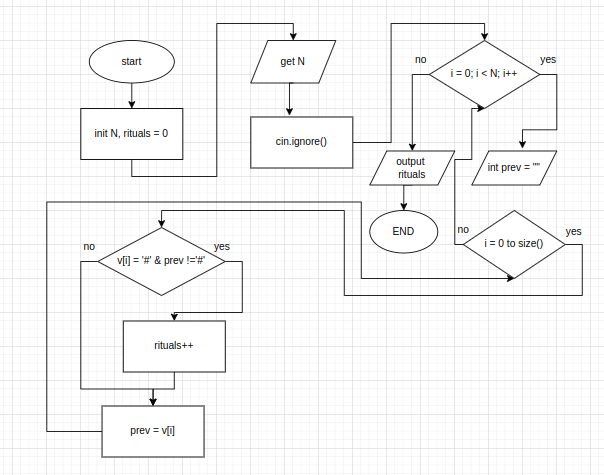 start
init N, rituals = 0
get N
cin.ignore()
i = 0; i < N; i++
no
yes
output
rituals
int prev = ""
END
i = 0 to size()
no
yes
v[i] = '#' & prev !='#'
no
yes
rituals++
prev = v[i]